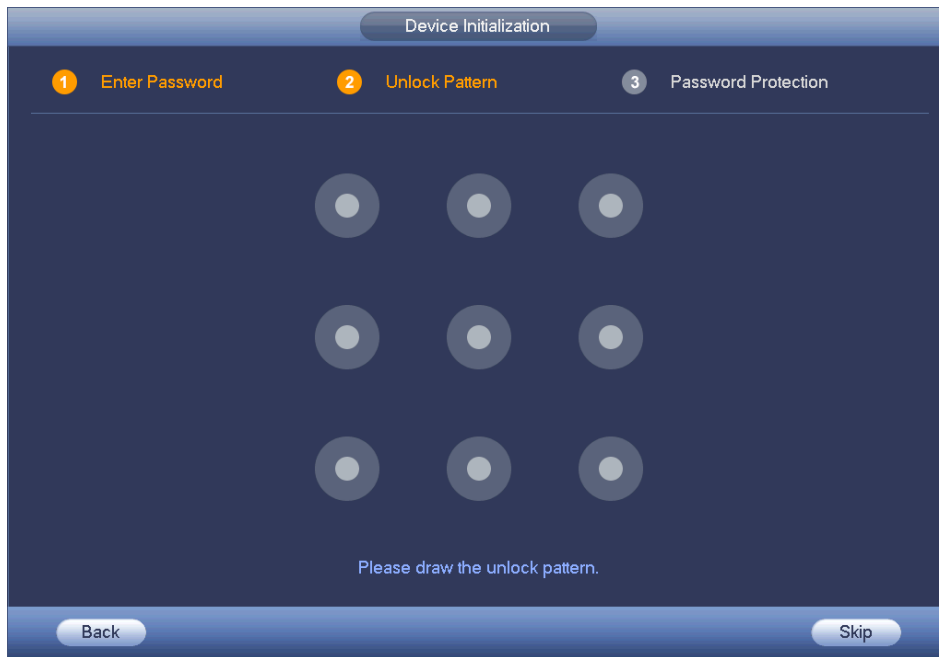 Device Initialization
1 Enter Password 2 Unlock Pattern 3 Password Protection
Please draw the unlock pattern.
Back Skip